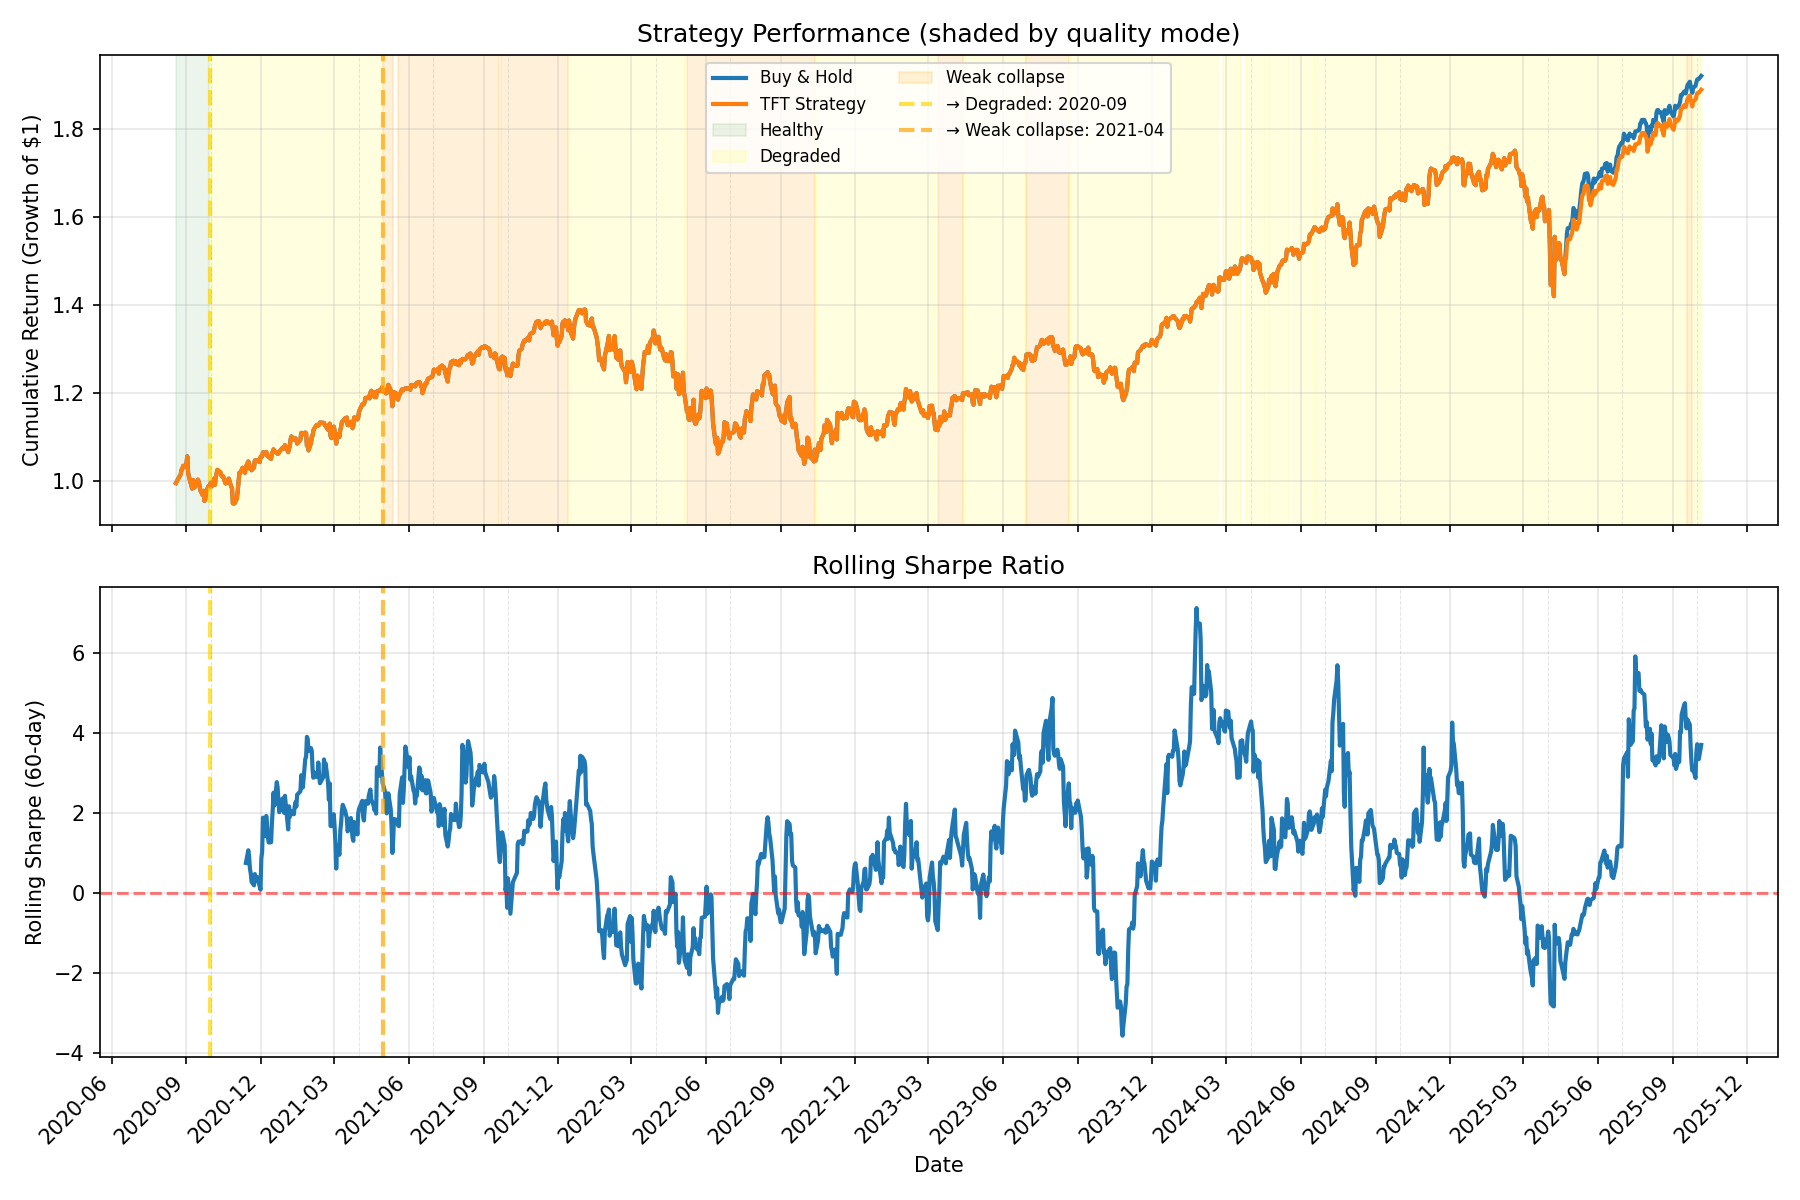 Strategy Performance (shaded by quality mode)
Cumulative Return (Growth of $1)
1.8
1.6
1.4
1.2
1.0
Buy & Hold
TFT Strategy
Healthy
Degraded
Weak collapse
→ Degraded: 2020-09
→ Weak collapse: 2021-04
Rolling Sharpe Ratio
Rolling Sharpe (60-day)
6
4
2
0
−2
−4
2020-06
2020-09
2020-12
2021-03
2021-06
2021-09
2021-12
2022-03
2022-06
2022-09
2022-12
2023-03
2023-06
2023-09
2023-12
2024-03
2024-06
2024-09
2024-12
2025-03
2025-06
2025-09
2025-12
Date